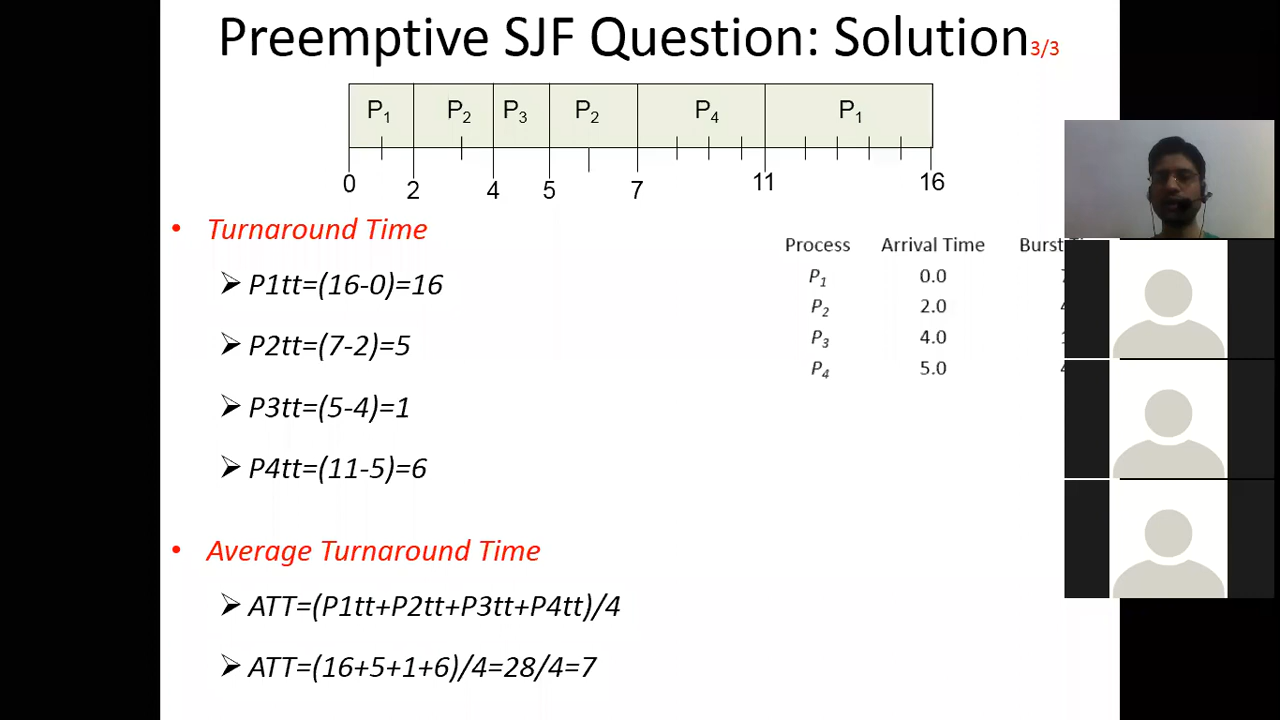 Preemptive SJF Question: Solution 3/3
P1 P2 P3 P2 P4 P1
0 2 4 5 7 11 16
• Turnaround Time
➢ P1tt=(16-0)=16
➢ P2tt=(7-2)=5
➢ P3tt=(5-4)=1
➢ P4tt=(11-5)=6
Process Arrival Time Burst
P1 0.0
P2 2.0
P3 4.0
P4 5.0
• Average Turnaround Time
➢ ATT=(P1tt+P2tt+P3tt+P4tt)/4
➢ ATT=(16+5+1+6)/4=28/4=7